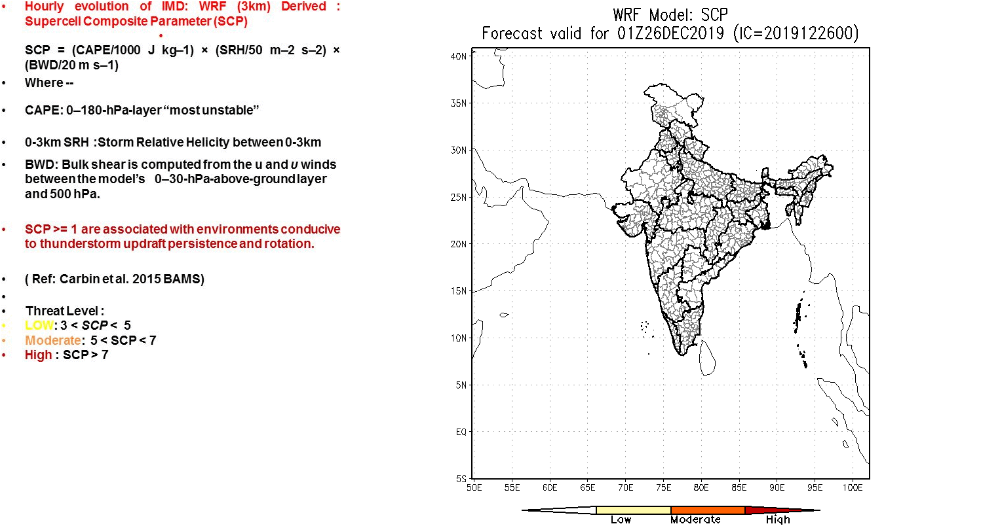 • Hourly evolution of IMD: WRF (3km) Derived :
Supercell Composite Parameter (SCP)
•
SCP = (CAPE/1000 J kg–1) × (SRH/50 m–2 s–2) ×
(BWD/20 m s–1)
• Where --
• CAPE: 0–180-hPa-layer “most unstable”
• 0-3km SRH :Storm Relative Helicity between 0-3km
• BWD: Bulk shear is computed from the u and υ winds
between the model’s 0–30-hPa-above-ground layer
and 500 hPa.
• SCP >= 1 are associated with environments conducive
to thunderstorm updraft persistence and rotation.
• ( Ref: Carbin et al. 2015 BAMS)
•
• Threat Level :
• LOW: 3 < SCP < 5
• Moderate: 5 < SCP < 7
• High : SCP > 7
WRF Model: SCP
Forecast valid for 01Z26DEC2019 (IC=2019122600)
40N
35N
30N
25N
20N
15N
10N
5N
EQ
5S
50E 55E 60E 65E 70E 75E 80E 85E 90E 95E 100E
Low Moderate High